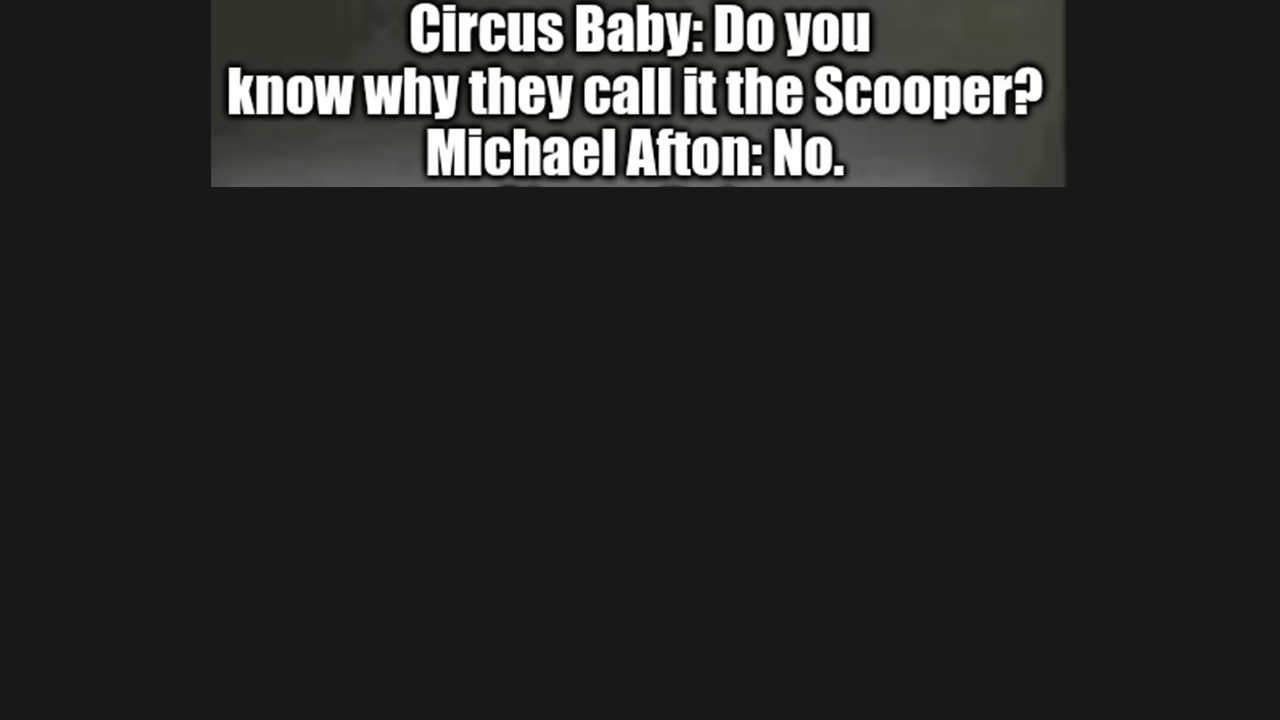 Circus Baby: Do you
know why they call it the Scooper?
Michael Afton: No.